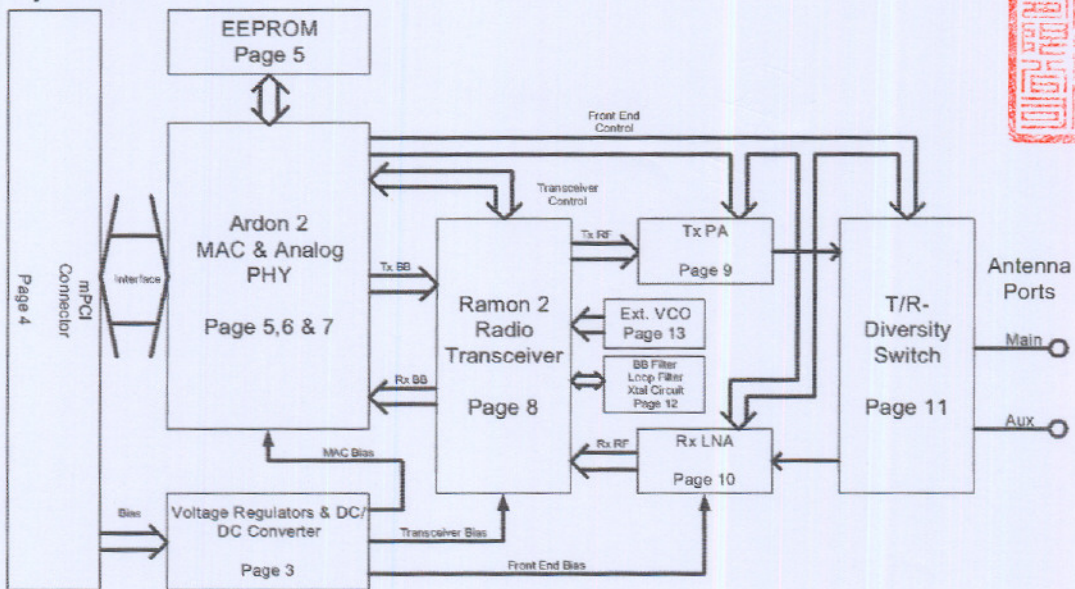 EEPROM
Page 5
Front End
Control
Ardon 2
MAC & Analog
PHY
Page 5,6 & 7
Transceiver
Control
mPCI
Connector
Page 4
Interface
Tx BB
Rx BB
Ramon 2
Radio
Transceiver
Page 8
Tx RF
Tx PA
Page 9
Ext. VCO
Page 13
BB Filter
Loop Filter
Xtal Circuit
Page 12
Rx RF
Rx LNA
Page 10
T/R-
Diversity
Switch
Page 11
Antenna
Ports
Main
Aux
MAC Bias
Bias
Voltage Regulators & DC/
DC Converter
Page 3
Transceiver Bias
Front End Bias